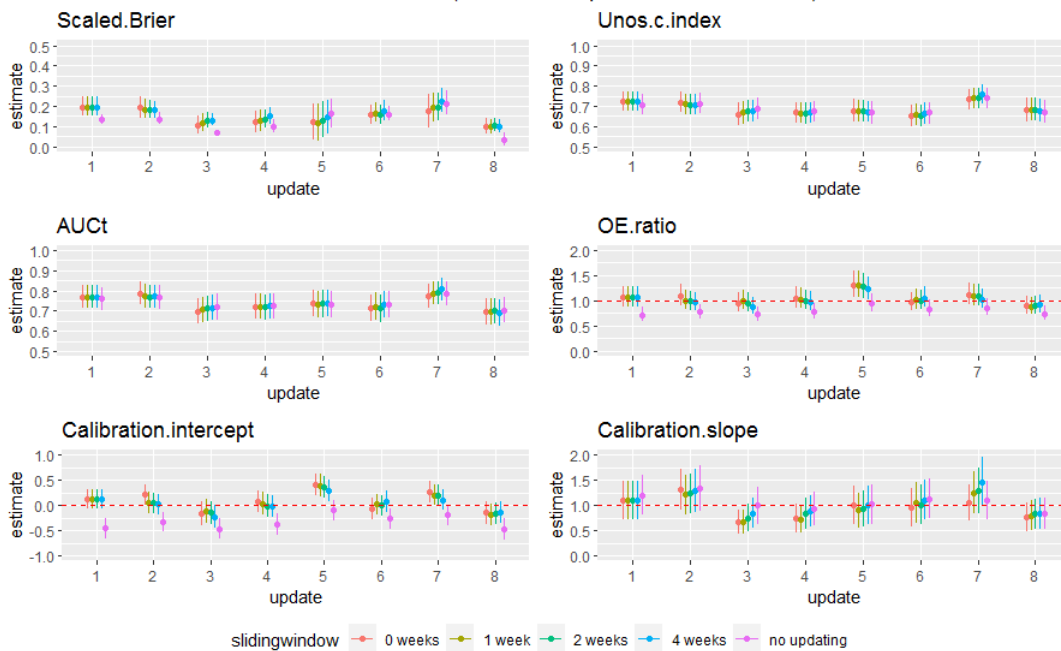 Scaled.Brier
estimate
0.5
0.4
0.3
0.2
0.1
0.0
1 2 3 4 5 6 7 8
update
Unos.c.index
estimate
1.0
0.9
0.8
0.7
0.6
0.5
1 2 3 4 5 6 7 8
update
AUCt
estimate
1.0
0.9
0.8
0.7
0.6
0.5
1 2 3 4 5 6 7 8
update
OE.ratio
estimate
2.0
1.5
1.0
0.5
0.0
1 2 3 4 5 6 7 8
update
Calibration.intercept
estimate
1.0
0.5
0.0
-0.5
-1.0
1 2 3 4 5 6 7 8
update
Calibration.slope
estimate
2.0
1.5
1.0
0.5
0.0
1 2 3 4 5 6 7 8
update
slidingwindow 0 weeks 1 week 2 weeks 4 weeks no updating